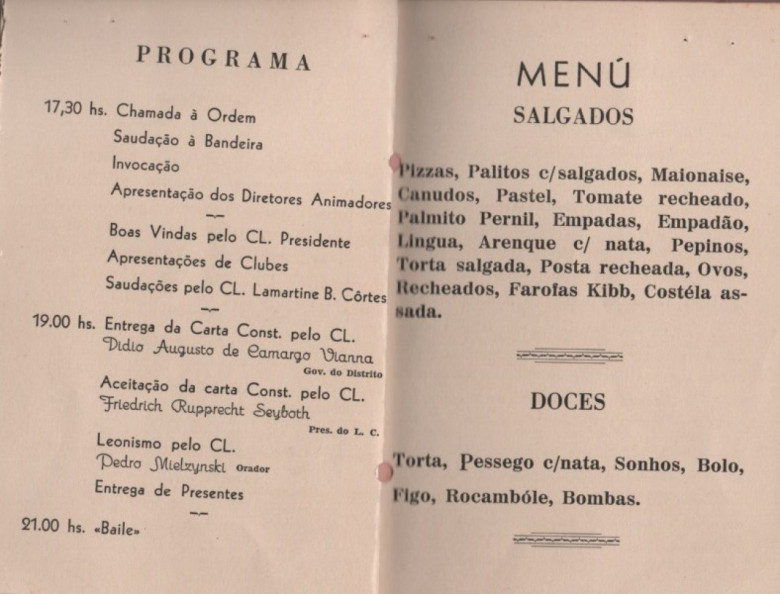 PROGRAMA
17,30 hs. Chamada à Ordem
Saudação à Bandeira
Invocação
Apresentação dos Diretores Animadores
Boas Vindas pelo CL. Presidente
Apresentações de Clubes
Saudações pelo CL. Lamartine B. Côrtes
19.00 hs. Entrega da Carta Const. pelo CL.
Didio Augusto de Camargo Vianna
Gov. do Distrito
Aceitação da carta Const. pelo CL.
Friedrich Rupprecht Seyboth
Pres. do L. C.
Leonismo pelo CL.
Pedro Mielzynski Orador
Entrega de Presentes
21.00 hs. «Baile»
MENÚ
SALGADOS
Pizzas, Palitos c/salgados, Maionaise,
Canudos, Pastel, Tomate recheado,
Palmito Pernil, Empadas, Empadão,
Lingua, Arenque c/ nata, Pepinos,
Torta salgada, Posta recheada, Ovos,
Recheados, Farofas Kibb, Costéla as-
sada.
DOCES
Torta, Pessego c/nata, Sonhos, Bolo,
Figo, Rocambóle, Bombas.